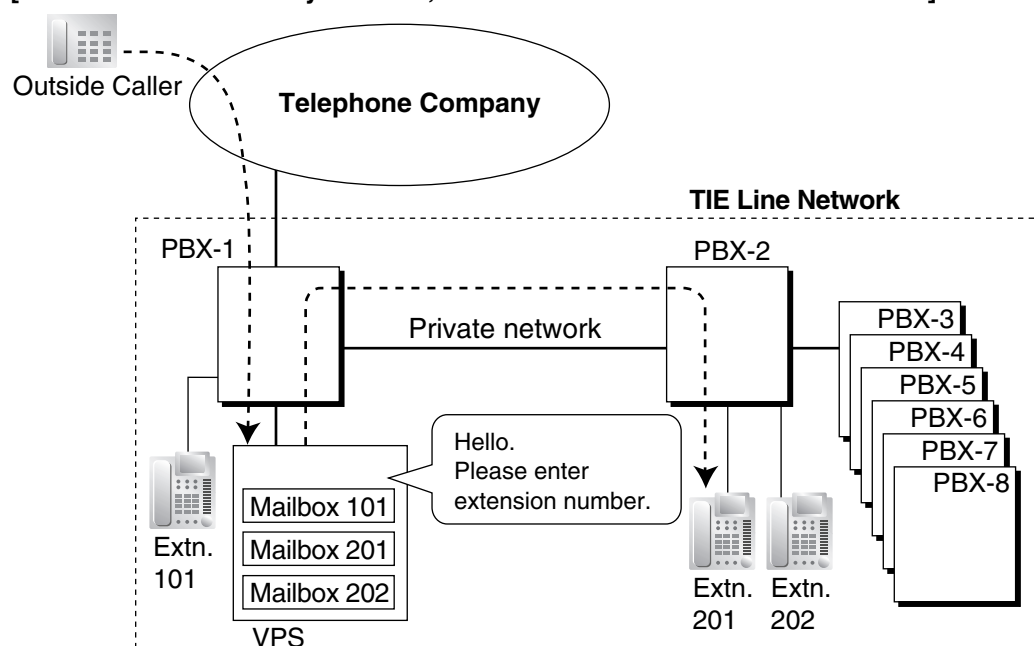 Outside Caller
Telephone Company
TIE Line Network
PBX-1
PBX-2
Private network
PBX-3
PBX-4
PBX-5
PBX-6
PBX-7
PBX-8
Hello.
Please enter
extension number.
Mailbox 101
Mailbox 201
Mailbox 202
Extn.
101
VPS
Extn.
201
Extn.
202